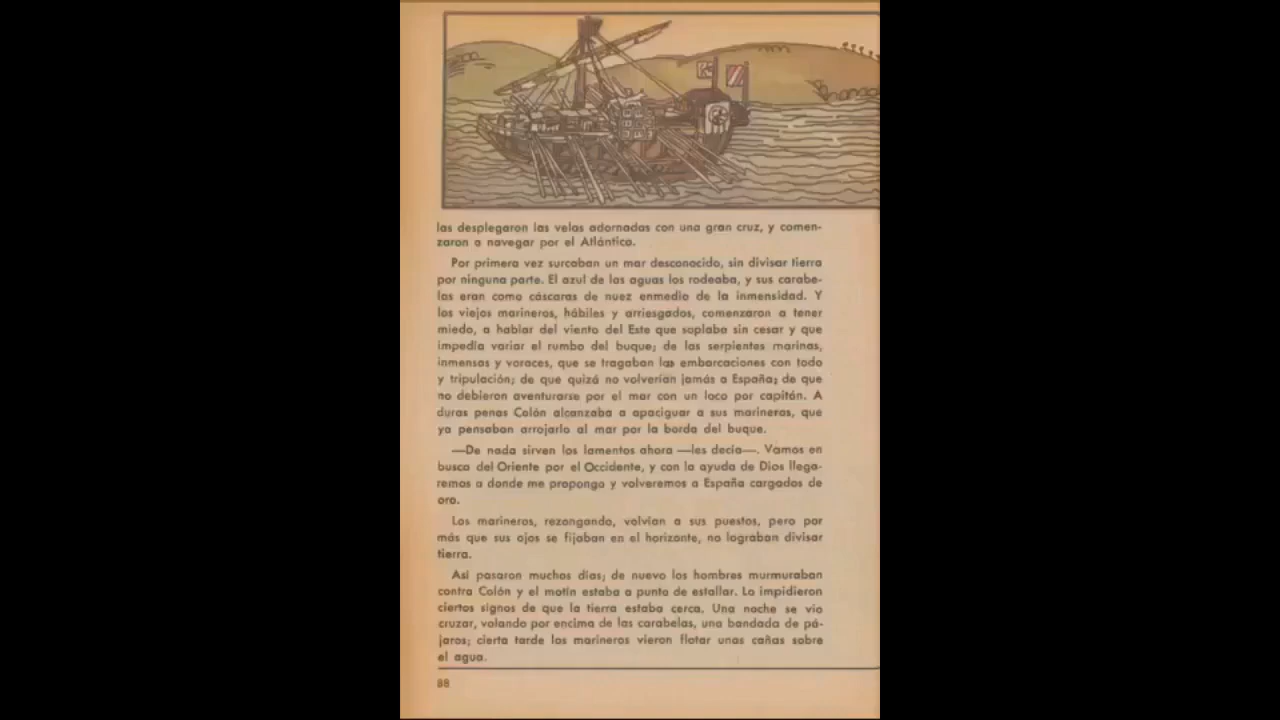 las desplegaron las velas adornadas con una gran cruz, y comen-
zaron a navegar por el Atlántico.
Por primera vez surcaban un mar desconocido, sin divisar tierra
por ninguna parte. El azul de las aguas los rodeaba, y sus carabe-
las eran como cáscaras de nuez enmedio de la inmensidad. Y
los viejos marineros, hábiles y arriesgados, comenzaron a tener
miedo, a hablar del viento del Este que soplaba sin cesar y que
impedía variar el rumbo del buque; de las serpientes marinas,
inmensas y voraces, que se tragaban las embarcaciones con todo
y tripulación; de que quizá no volverían jamás a España; de que
no debieron aventurarse por el mar con un loco por capitán. A
duras penas Colón alcanzaba a apaciguar a sus marineros, que
ya pensaban arrojarlo al mar por la borda del buque.
—De nada sirven los lamentos ahora —les decía—. Vamos en
busca del Oriente por el Occidente, y con la ayuda de Dios llega-
remos a donde me propongo y volveremos a España cargados de
oro.
Los marineros, rezongando, volvían a sus puestos, pero por
más que sus ojos se fijaban en el horizonte, no lograban divisar
tierra.
Así pasaron muchos días; de nuevo los hombres murmuraban
contra Colón y el motín estaba a punto de estallar. Lo impidieron
ciertos signos de que la tierra estaba cerca. Una noche se vio
cruzar, volando por encima de las carabelas, una bandada de pá-
jaros; cierta tarde los marineros vieron flotar unas cañas sobre
el agua.
88